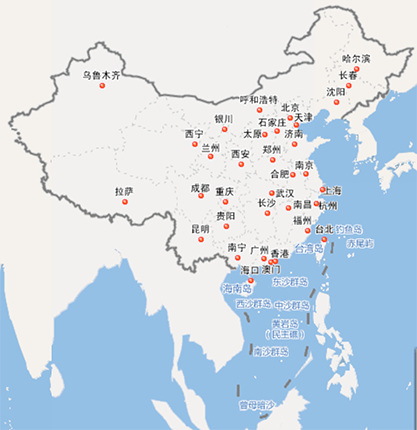 哈尔滨
长春
乌鲁木齐
沈阳
呼和浩特
北京
天津
银川
石家庄
太原
济南
西宁
兰州
西安
郑州
合肥
南京
拉萨
成都
重庆
武汉
上海
杭州
长沙
南昌
贵阳
福州
昆明
台北
钓鱼岛
赤尾屿
南宁
广州
香港
台湾岛
海口
澳门
海南岛
东沙群岛
西沙群岛
中沙群岛
黄岩岛
(民主礁)
南沙群岛
曾母暗沙